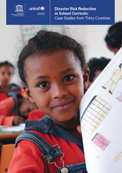 unicef
Disaster Risk Reduction
in School Curricula:
Case Studies from Thirty Countries